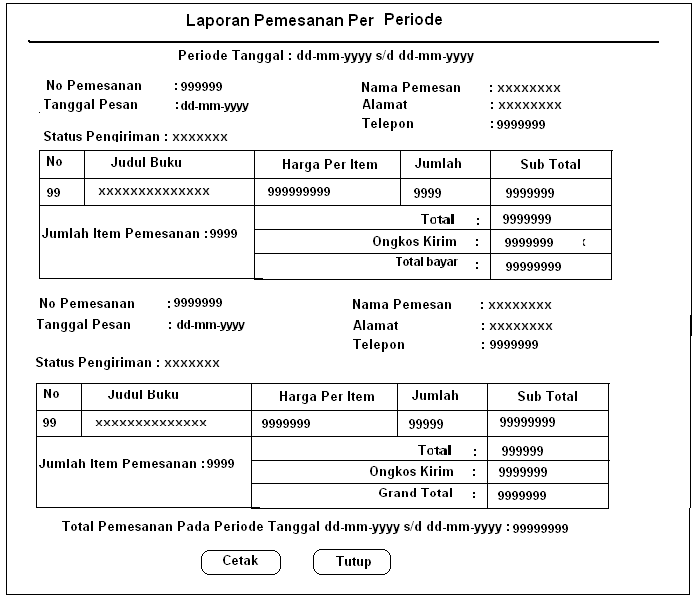 Laporan Pemesanan Per Periode
Periode Tanggal : dd-mm-yyyy s/d dd-mm-yyyy
No Pemesanan : 999999 Nama Pemesan : xxxxxxxx
Tanggal Pesan : dd-mm-yyyy Alamat : xxxxxxxx
Telepon : 9999999
Status Pengiriman : xxxxxxx
No Judul Buku Harga Per Item Jumlah Sub Total
99 xxxxxxxxxxxxxx 999999999 9999 9999999
Jumlah Item Pemesanan : 9999
Total : 9999999
Ongkos Kirim : 9999999
Total bayar : 99999999
No Pemesanan : 9999999 Nama Pemesan : xxxxxxxx
Tanggal Pesan : dd-mm-yyyy Alamat : xxxxxxxx
Telepon : 9999999
Status Pengiriman : xxxxxxx
No Judul Buku Harga Per Item Jumlah Sub Total
99 xxxxxxxxxxxxxx 9999999 99999 99999999
Jumlah Item Pemesanan : 9999
Total : 999999
Ongkos Kirim : 9999999
Grand Total : 9999999
Total Pemesanan Pada Periode Tanggal dd-mm-yyyy s/d dd-mm-yyyy : 99999999
Cetak Tutup